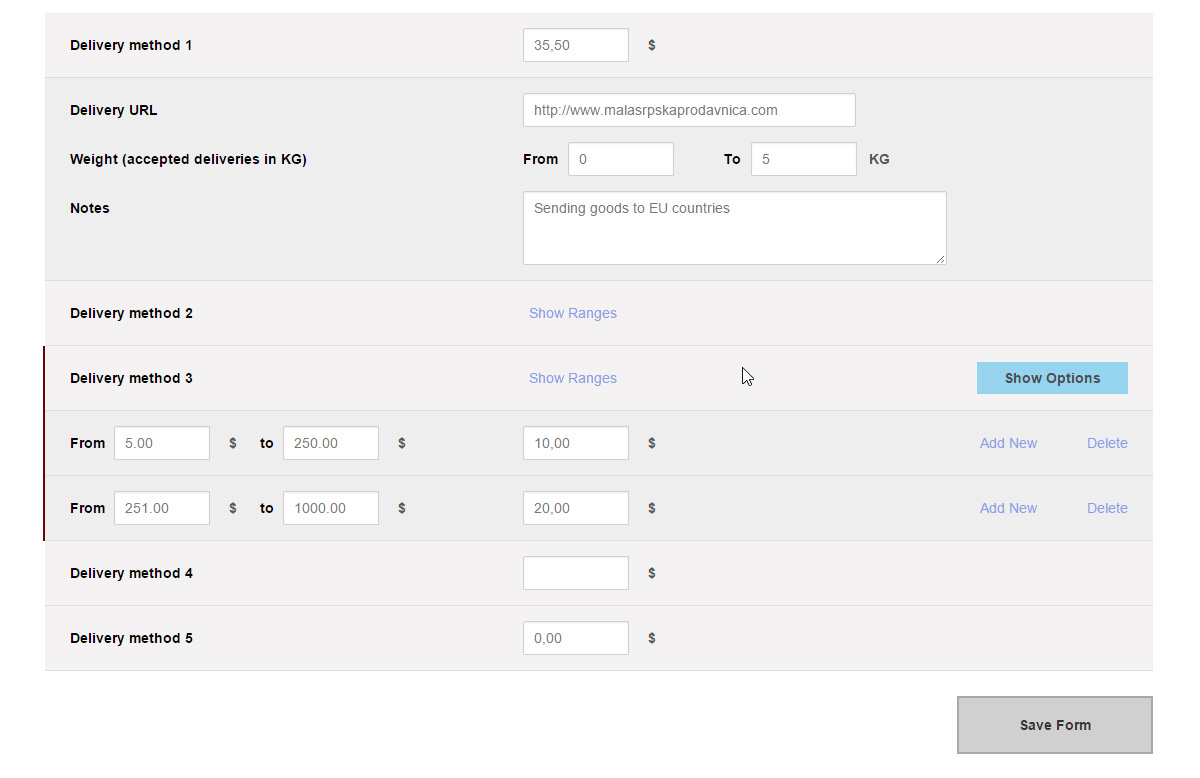 Delivery method 1 35,50 $
Delivery URL http://www.malasrpskaprodavnica.com
Weight (accepted deliveries in KG) From 0 To 5 KG
Notes Sending goods to EU countries
Delivery method 2 Show Ranges
Delivery method 3 Show Ranges Show Options
From 5.00 $ to 250.00 $ 10,00 $ Add New Delete
From 251.00 $ to 1000.00 $ 20,00 $ Add New Delete
Delivery method 4 $
Delivery method 5 0,00 $
Save Form